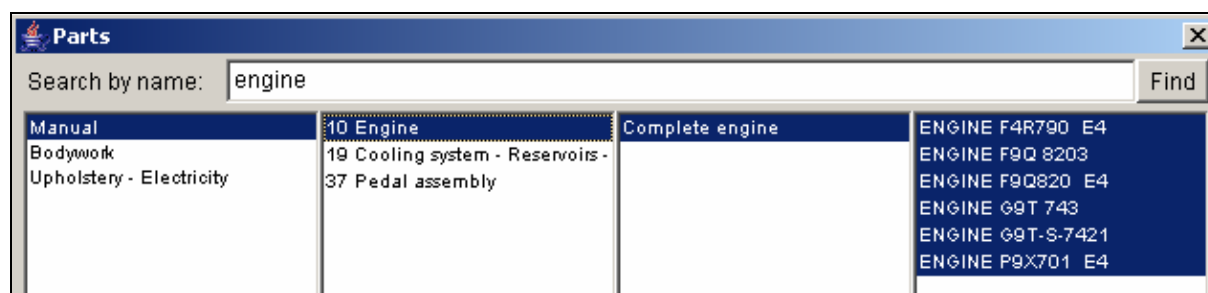 Parts
Search by name: engine Find
Manual
Bodywork
Upholstery - Electricity
10 Engine
19 Cooling system - Reservoirs -
37 Pedal assembly
Complete engine
ENGINE F4R790 E4
ENGINE F9Q 8203
ENGINE F9Q820 E4
ENGINE G9T 743
ENGINE G9T-S-7421
ENGINE P9X701 E4